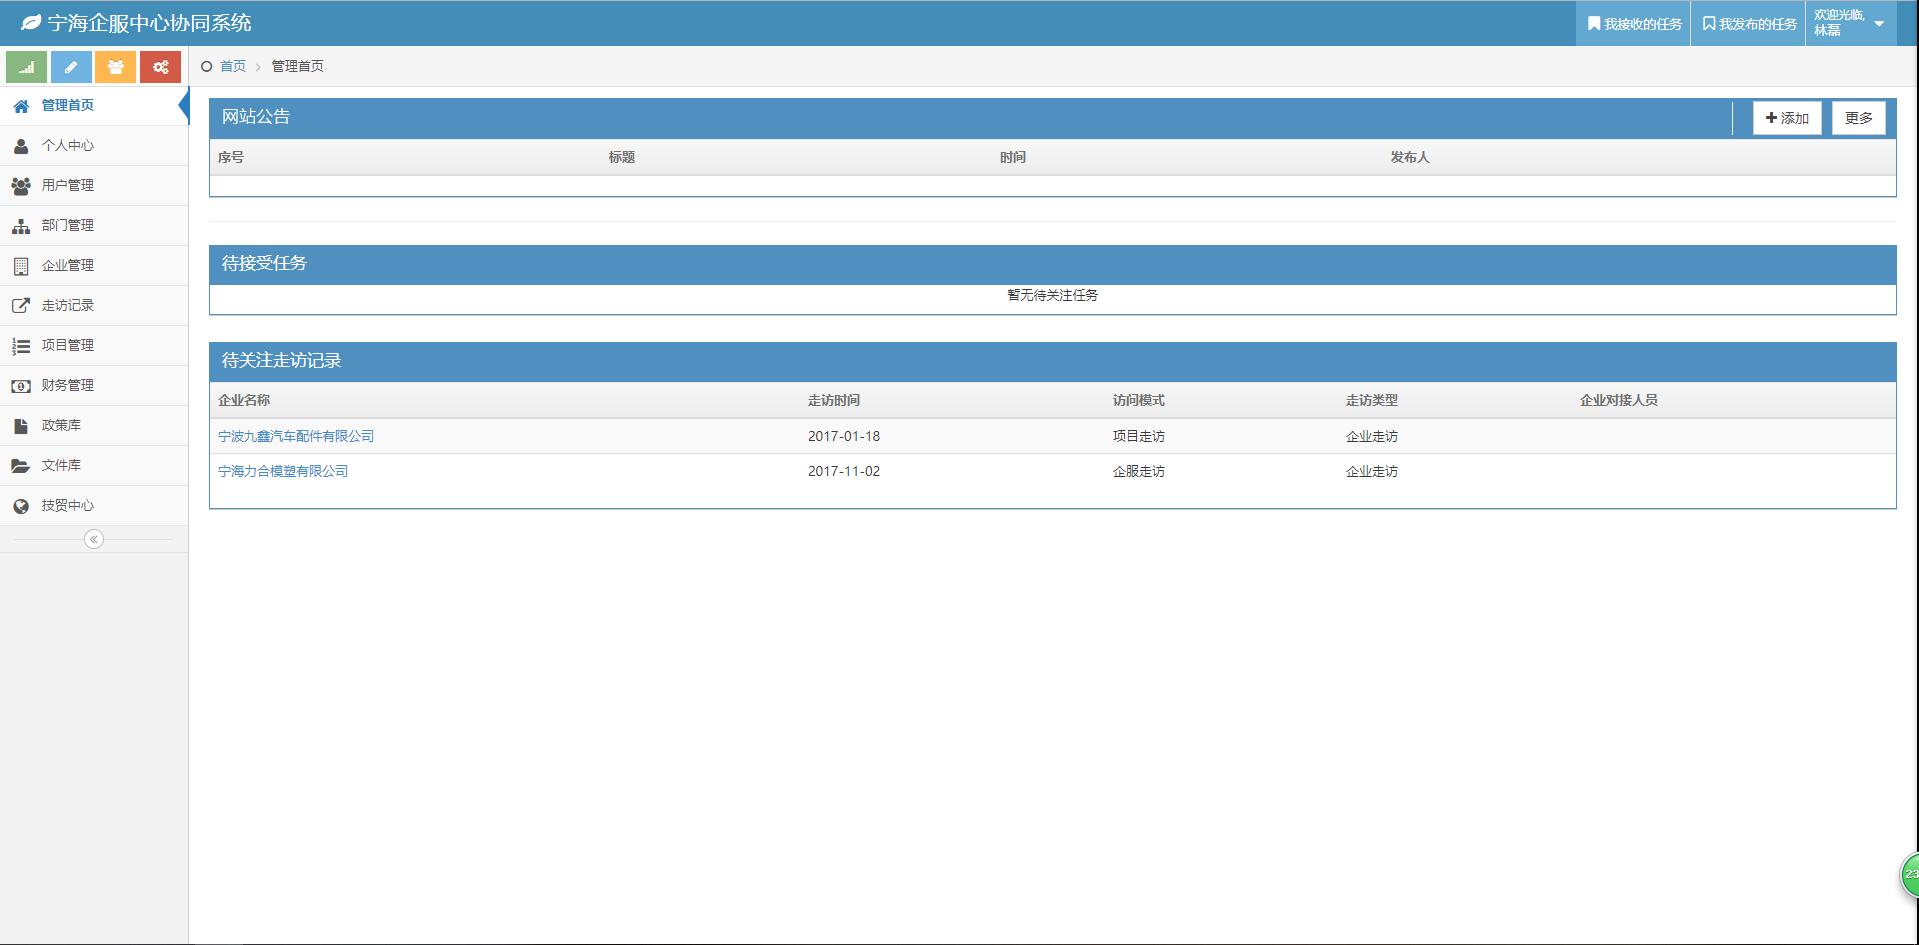 宁海企服中心协同系统
我接收的任务
我发布的任务
欢迎光临,
林磊
首页
管理首页
管理首页
个人中心
用户管理
部门管理
企业管理
走访记录
项目管理
财务管理
政策库
文件库
技贸中心
网站公告
添加
更多
序号 标题 时间 发布人
待接受任务
暂无待关注任务
待关注走访记录
企业名称 走访时间 访问模式 走访类型 企业对接人员
宁波九鑫汽车配件有限公司 2017-01-18 项目走访 企业走访
宁海力合模塑有限公司 2017-11-02 企服走访 企业走访
23